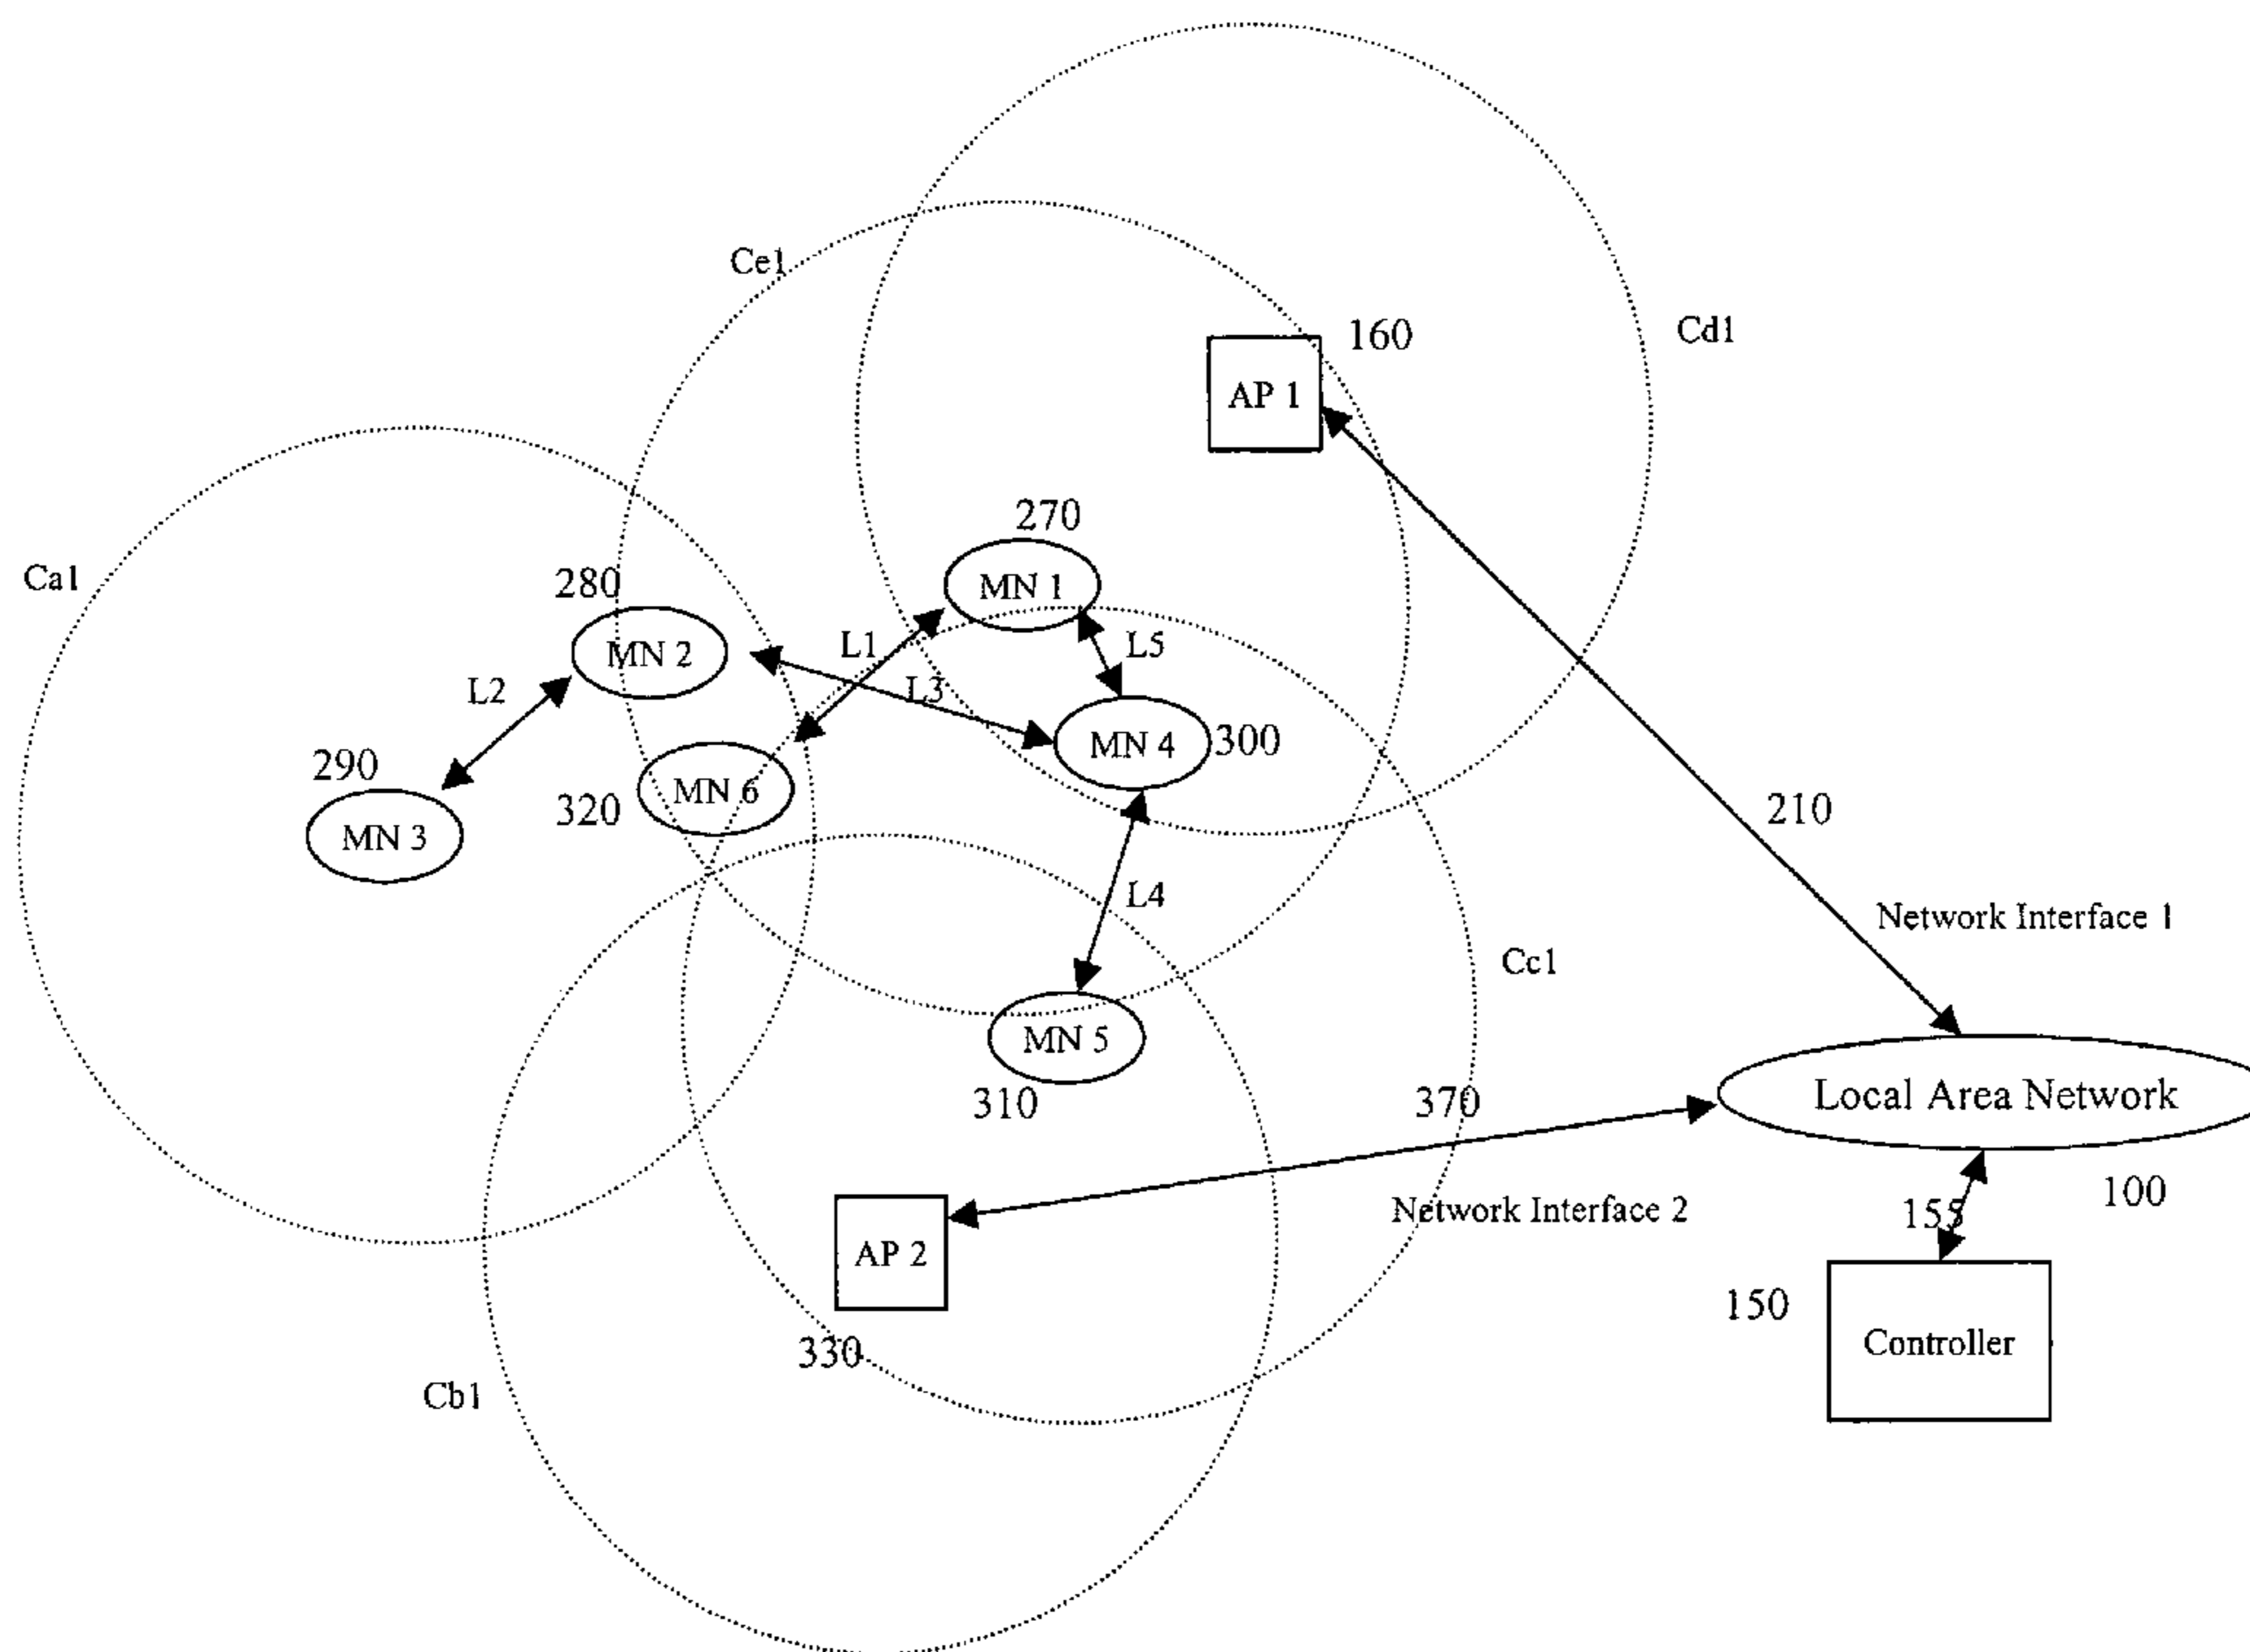 Ce1
160
Cd1
AP 1
270
Ca1
280
MN 1
MN 2
L1
L5
L2
L3
290
MN 4
300
MN 6
320
MN 3
210
L4
Network Interface 1
Cc1
MN 5
310
370
Local Area Network
100
Network Interface 2
155
AP 2
150
Controller
330
Cb1